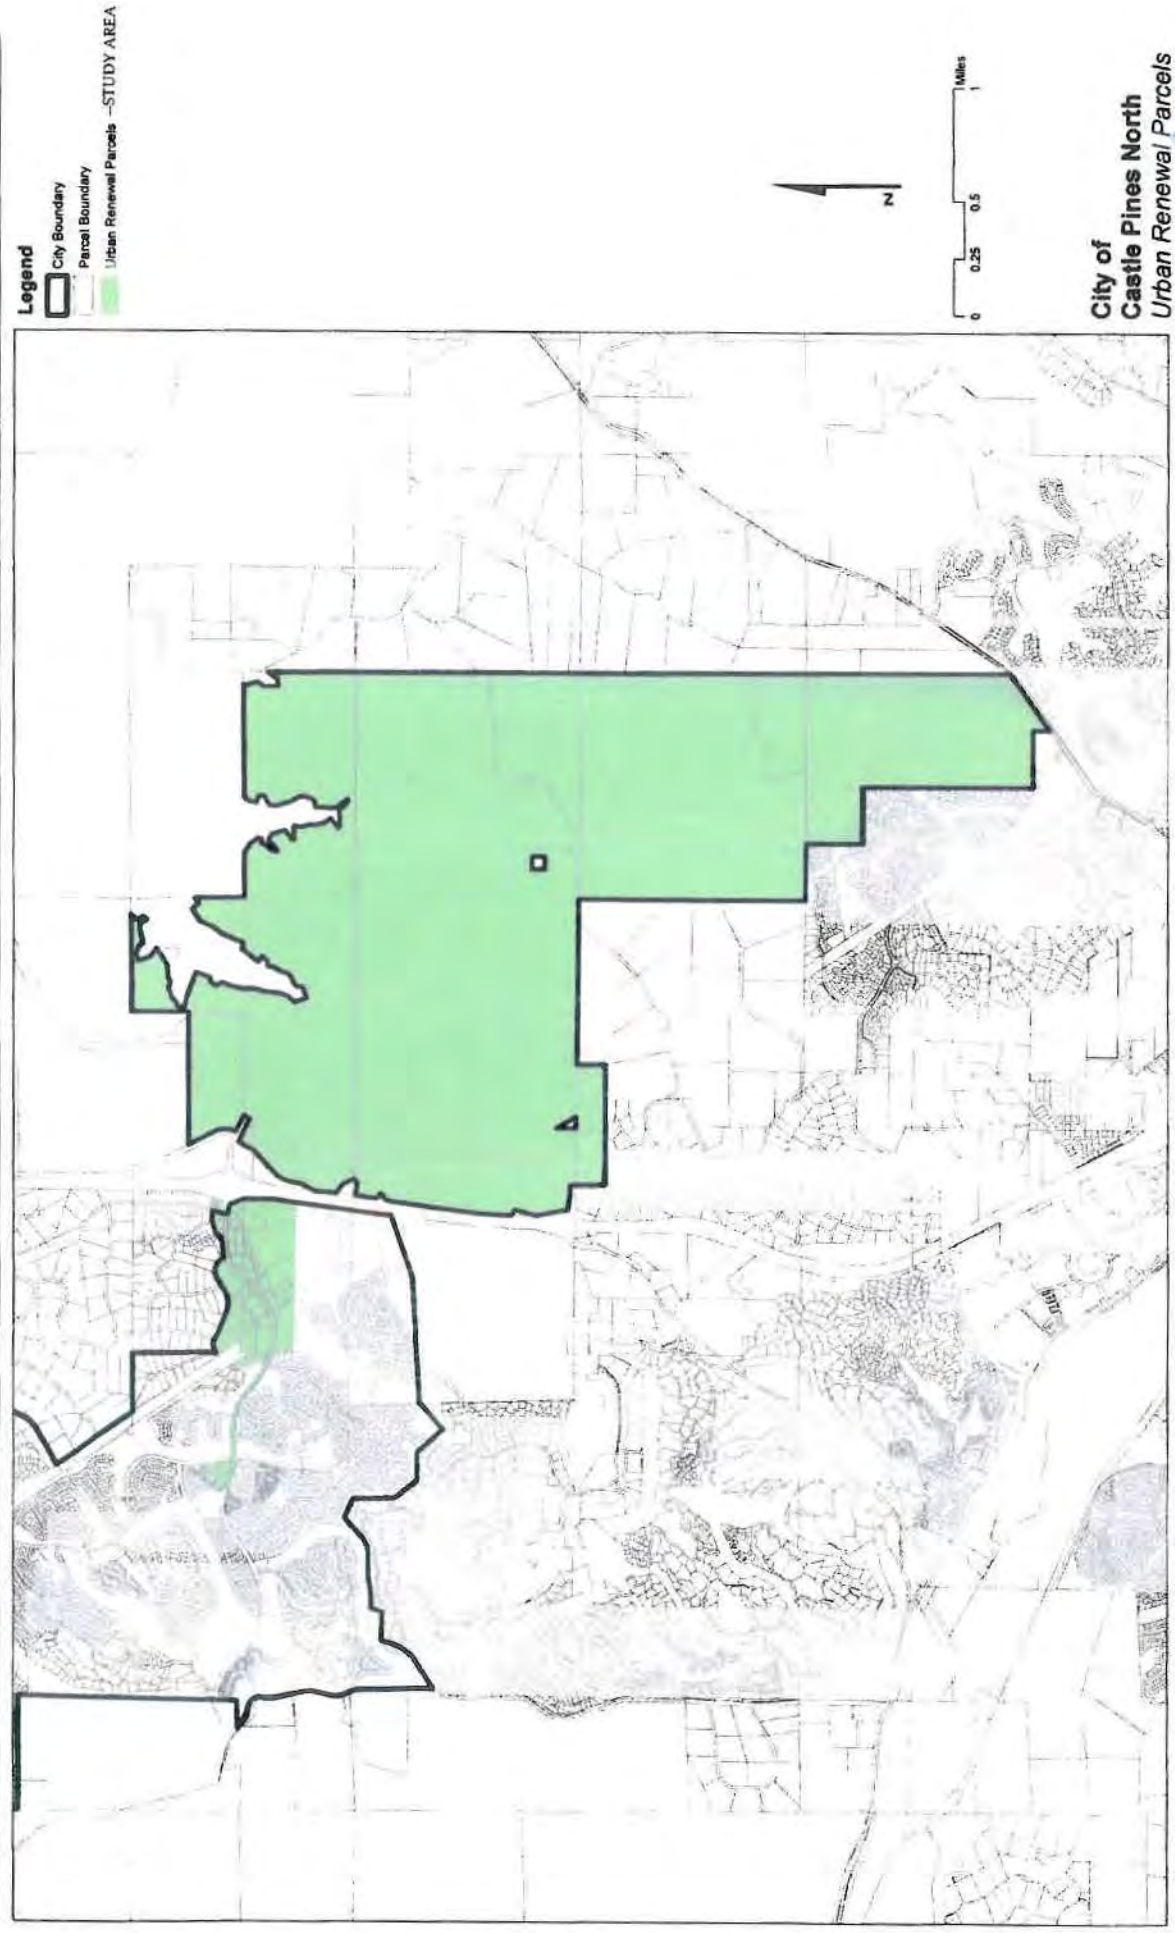 Legend
City Boundary
Parcel Boundary
Urban Renewal Parcels –STUDY AREA
N
0 0.25 0.5 1
Miles
City of
Castle Pines North
Urban Renewal Parcels